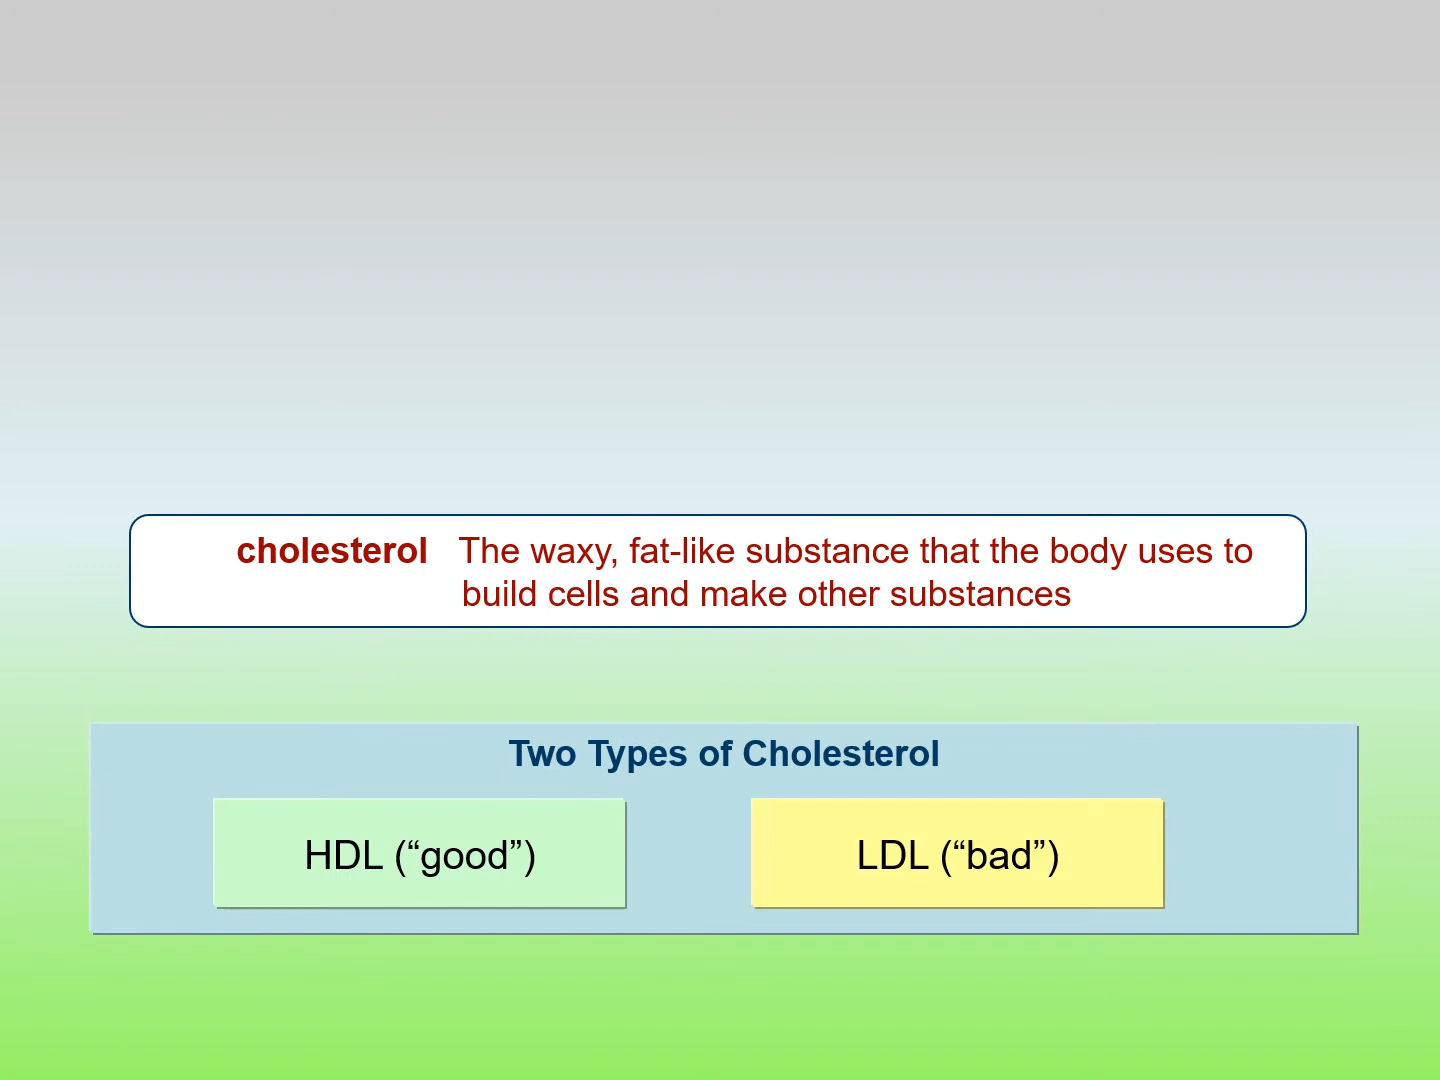 cholesterol The waxy, fat-like substance that the body uses to
build cells and make other substances
Two Types of Cholesterol
HDL (“good”)
LDL (“bad”)